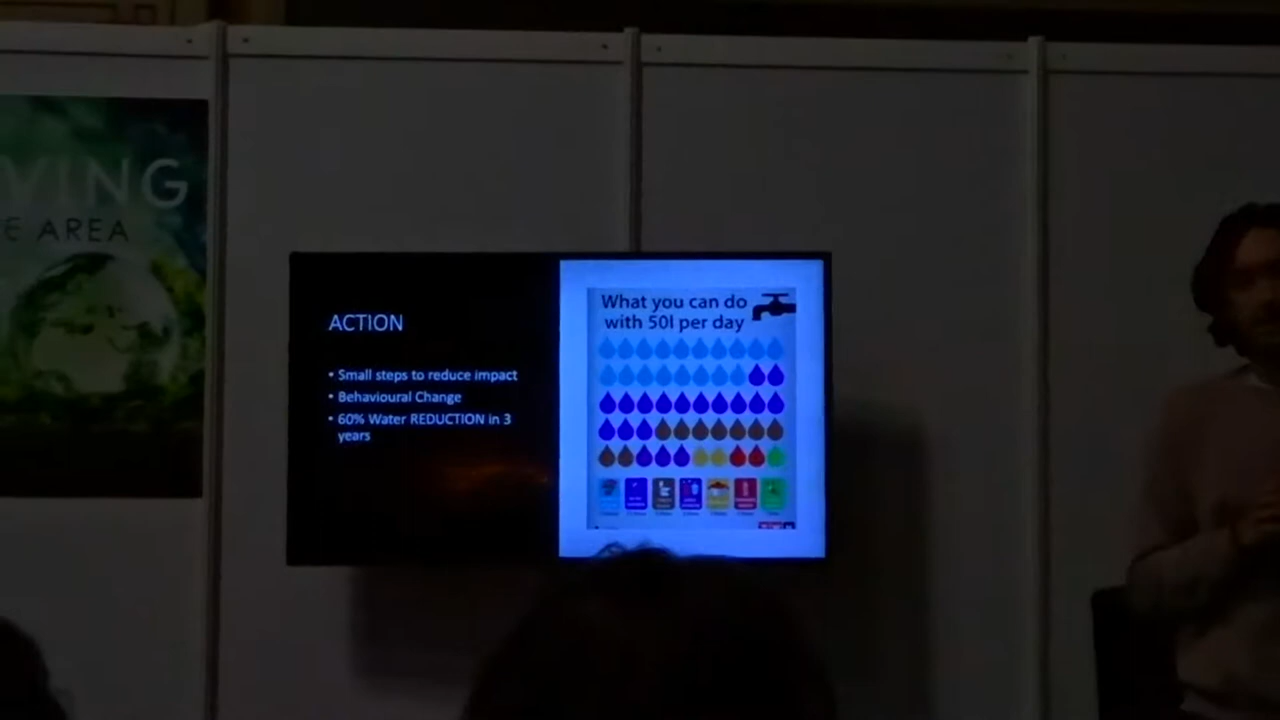 VING
E AREA
ACTION
• Small steps to reduce impact
• Behavioural Change
• 60% Water REDUCTION in 3
years
What you can do
with 50l per day